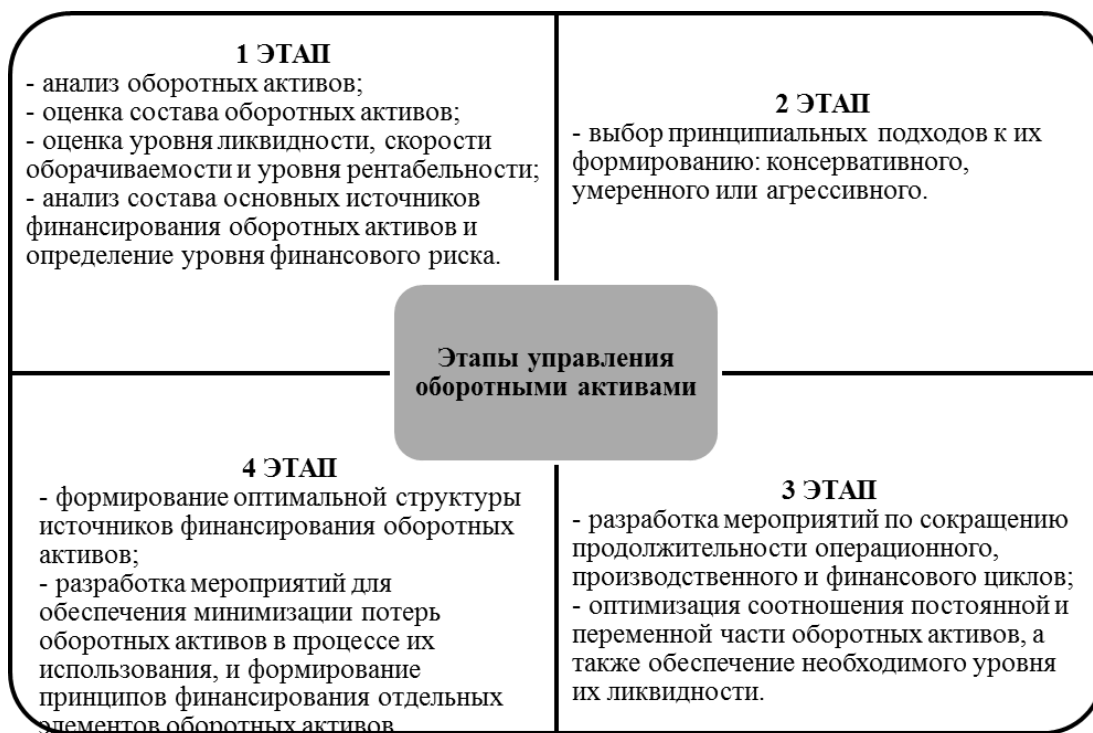 1 ЭТАП
- анализ оборотных активов;
- оценка состава оборотных активов;
- оценка уровня ликвидности, скорости
оборачиваемости и уровня рентабельности;
- анализ состава основных источников
финансирования оборотных активов и
определение уровня финансового риска.
2 ЭТАП
- выбор принципиальных подходов к их
формированию: консервативного,
умеренного или агрессивного.
Этапы управления
оборотными активами
4 ЭТАП
- формирование оптимальной структуры
источников финансирования оборотных
активов;
- разработка мероприятий для
обеспечения минимизации потерь
оборотных активов в процессе их
использования, и формирование
принципов финансирования отдельных
элементов оборотных активов
3 ЭТАП
- разработка мероприятий по сокращению
продолжительности операционного,
производственного и финансового циклов;
- оптимизация соотношения постоянной и
переменной части оборотных активов, а
также обеспечение необходимого уровня
их ликвидности.